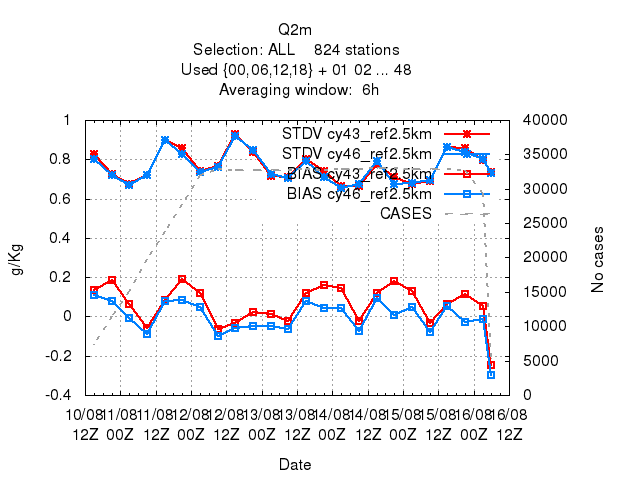 Q2m
Selection: ALL    824 stations
Used {00,06,12,18} + 01 02 ... 48
Averaging window:  6h
STDV cy43_ref2.5km
STDV cy46_ref2.5km
BIAS cy43_ref2.5km
BIAS cy46_ref2.5km
CASES
1
0.8
0.6
0.4
0.2
0
-0.2
-0.4
g/Kg
40000
35000
30000
25000
20000
15000
10000
5000
0
No cases
10/08 11/08 11/08 12/08 12/08 13/08 13/08 14/08 14/08 15/08 15/08 16/08 16/08
12Z 00Z 12Z 00Z 12Z 00Z 12Z 00Z 12Z 00Z 12Z 00Z 12Z
Date